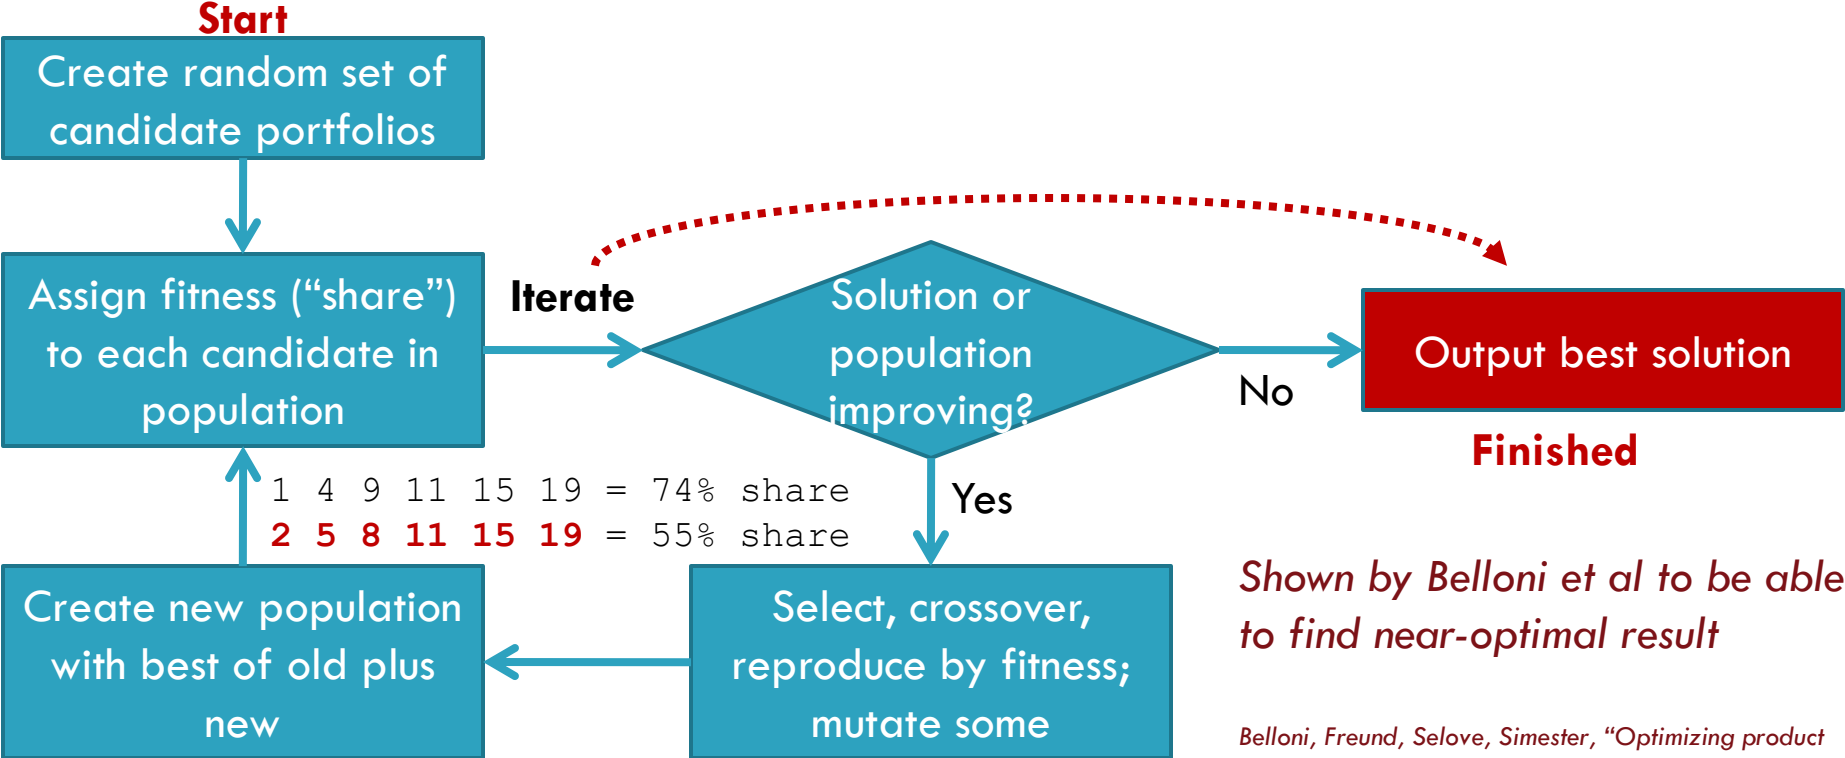 Start
Create random set of
candidate portfolios
Assign fitness (“share”)
to each candidate in
population
Iterate
Solution or
population
improving?
No
Output best solution
Finished
Yes
1 4 9 11 15 19 = 74% share
2 5 8 11 15 19 = 55% share
Create new population
with best of old plus
new
Select, crossover,
reproduce by fitness;
mutate some
Shown by Belloni et al to be able
to find near-optimal result
Belloni, Freund, Selove, Simester, “Optimizing product